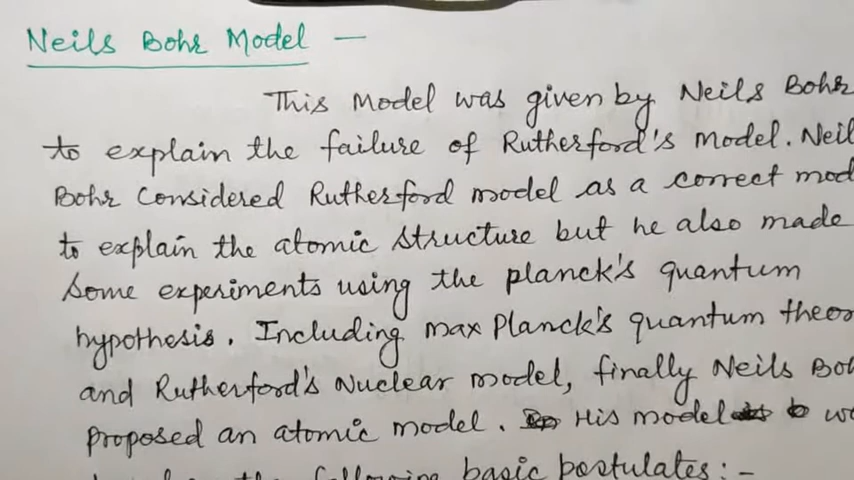 Neils Bohr Model —
This Model was given by Neils Bohr
to explain the failure of Rutherford's model. Neil
Bohr Considered Rutherford model as a correct mod
to explain the atomic structure but he also made
some experiments using the planck's quantum
hypothesis. Including max Planck's quantum theor
and Rutherford's Nuclear model, finally Neils Bo
proposed an atomic model. His model w
the following basic postulates:-